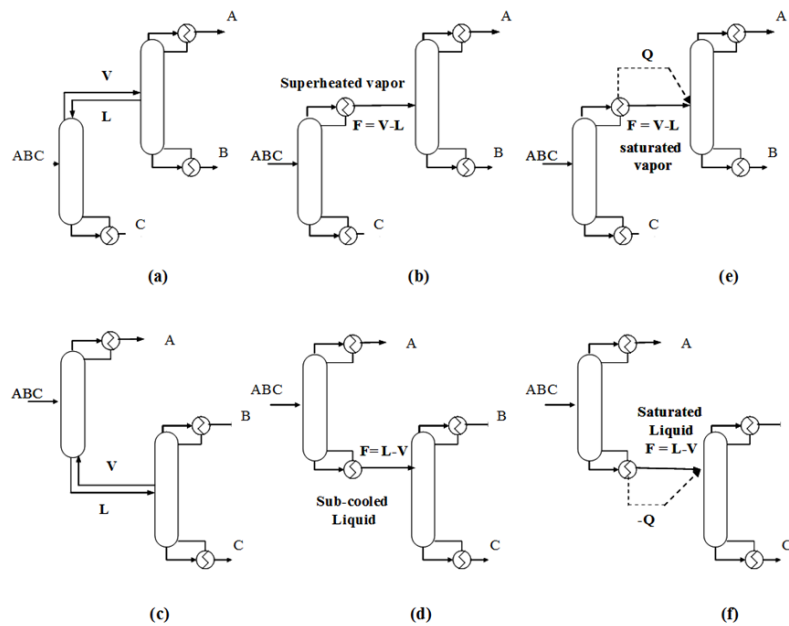 A
V
L
ABC
B
C
(a)
A
Superheated vapor
F = V-L
ABC
B
C
(b)
A
Q
F = V-L
saturated
vapor
ABC
B
C
(e)
A
ABC
B
V
L
C
(c)
A
ABC
B
F=L-V
Sub-cooled
Liquid
C
(d)
A
ABC
Saturated
Liquid
F = L-V
B
-Q
C
(f)